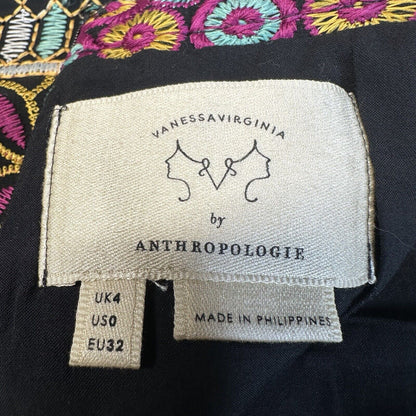 VANESSAVIRGINIA
by
ANTHROPOLOGIE
UK4
US0
EU32
MADE IN PHILIPPINES